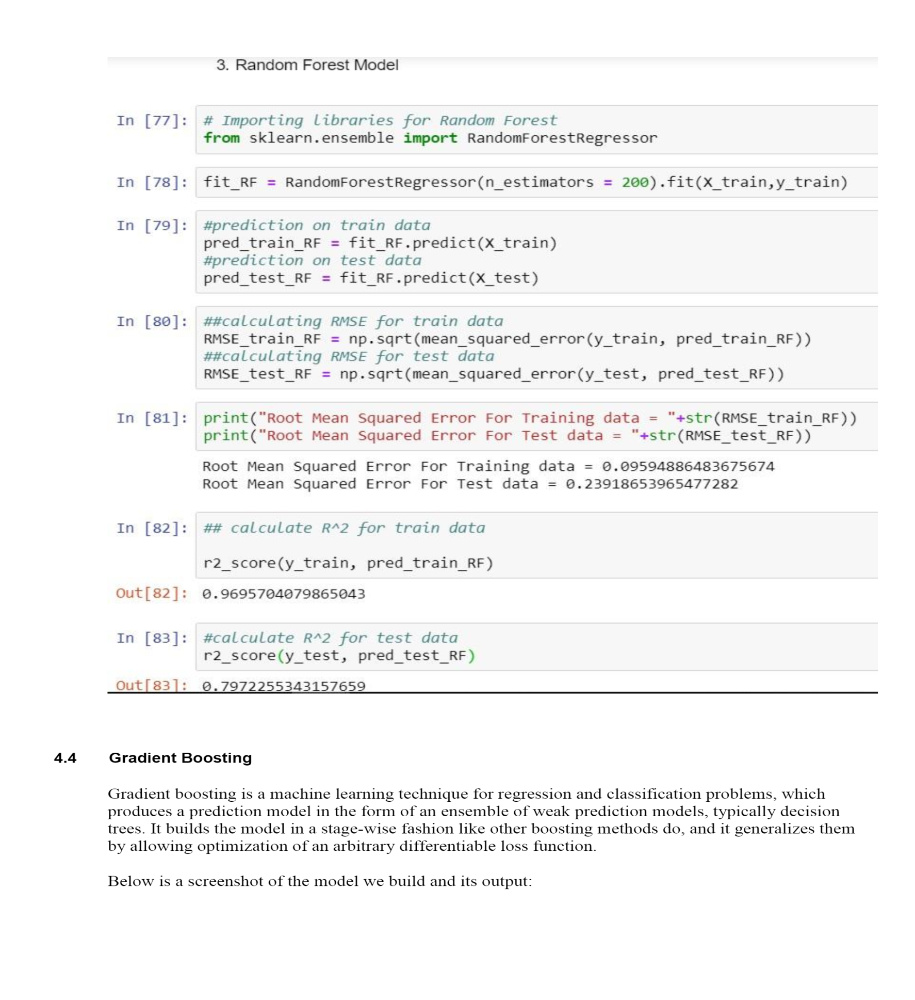 3. Random Forest Model
In [77]: # Importing libraries for Random Forest
from sklearn.ensemble import RandomForestRegressor
In [78]: fit_RF = RandomForestRegressor(n_estimators = 200).fit(X_train,y_train)
In [79]: #prediction on train data
pred_train_RF = fit_RF.predict(X_train)
#prediction on test data
pred_test_RF = fit_RF.predict(X_test)
In [80]: ##calculating RMSE for train data
RMSE_train_RF = np.sqrt(mean_squared_error(y_train, pred_train_RF))
##calculating RMSE for test data
RMSE_test_RF = np.sqrt(mean_squared_error(y_test, pred_test_RF))
In [81]: print("Root Mean Squared Error For Training data = "+str(RMSE_train_RF))
print("Root Mean Squared Error For Test data = "+str(RMSE_test_RF))
Root Mean Squared Error For Training data = 0.09594886483675674
Root Mean Squared Error For Test data = 0.23918653965477282
In [82]: ## calculate R^2 for train data
r2_score(y_train, pred_train_RF)
Out[82]: 0.9695704079865043
In [83]: #calculate R^2 for test data
r2_score(y_test, pred_test_RF)
Out[83]: 0.7972255343157659
4.4 Gradient Boosting
Gradient boosting is a machine learning technique for regression and classification problems, which
produces a prediction model in the form of an ensemble of weak prediction models, typically decision
trees. It builds the model in a stage-wise fashion like other boosting methods do, and it generalizes them
by allowing optimization of an arbitrary differentiable loss function.
Below is a screenshot of the model we build and its output: